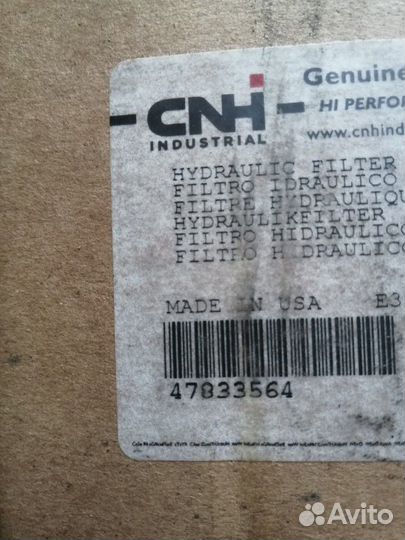 CNH
INDUSTRIAL
Genuine
HI PERFOR
www.cnhind
HYDRAULIC FILTER
FILTRO IDRAULICO
FILTRE HYDRAULIQU
HYDRAULIKFILTER
FILTRO HIDRAULICO
FILTRO HIDRAULICO
MADE IN USA E3
47833564
Avito